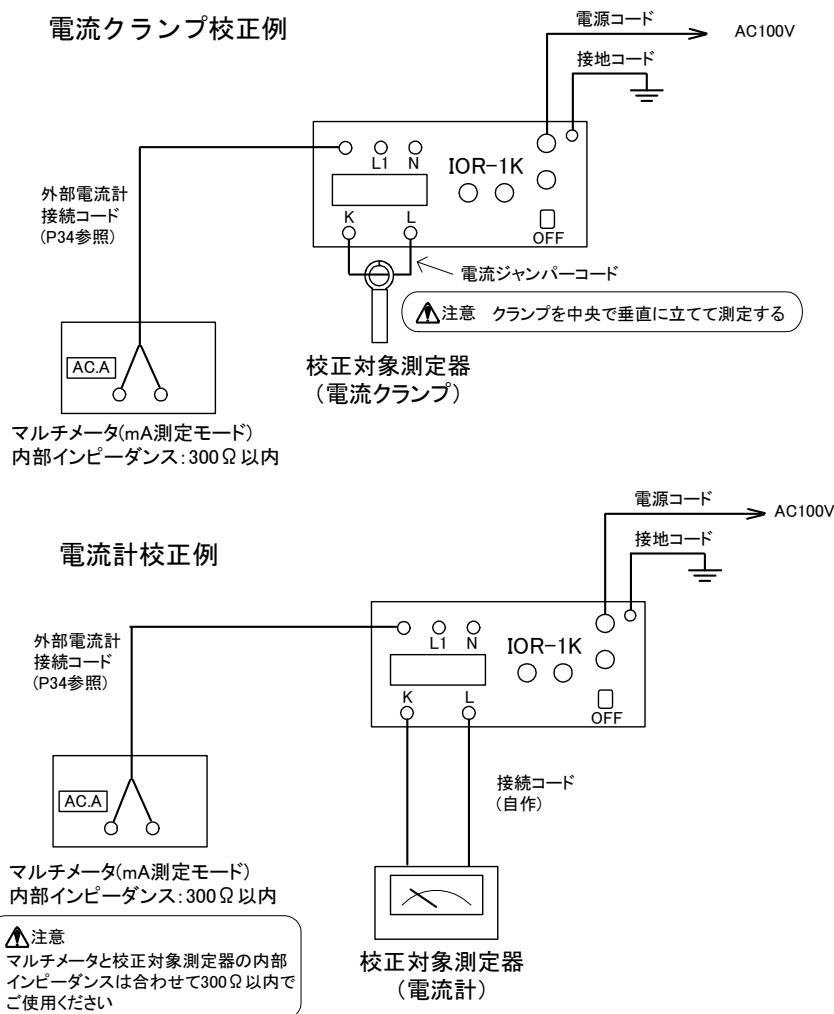 電流クランプ校正例
電源コード
AC100V
接地コード
L1 N
IOR-1K
K L
OFF
外部電流計
接続コード
(P34参照)
電流ジャンパーコード
注意 クランプを中央で垂直に立てて測定する
AC.A
校正対象測定器
(電流クランプ)
マルチメータ(mA測定モード)
内部インピーダンス:300Ω以内
電流計校正例
電源コード
AC100V
接地コード
L1 N
IOR-1K
K L
OFF
外部電流計
接続コード
(P34参照)
接続コード
(自作)
AC.A
マルチメータ(mA測定モード)
内部インピーダンス:300Ω以内
注意
マルチメータと校正対象測定器の内部
インピーダンスは合わせて300Ω以内で
ご使用ください
校正対象測定器
(電流計)